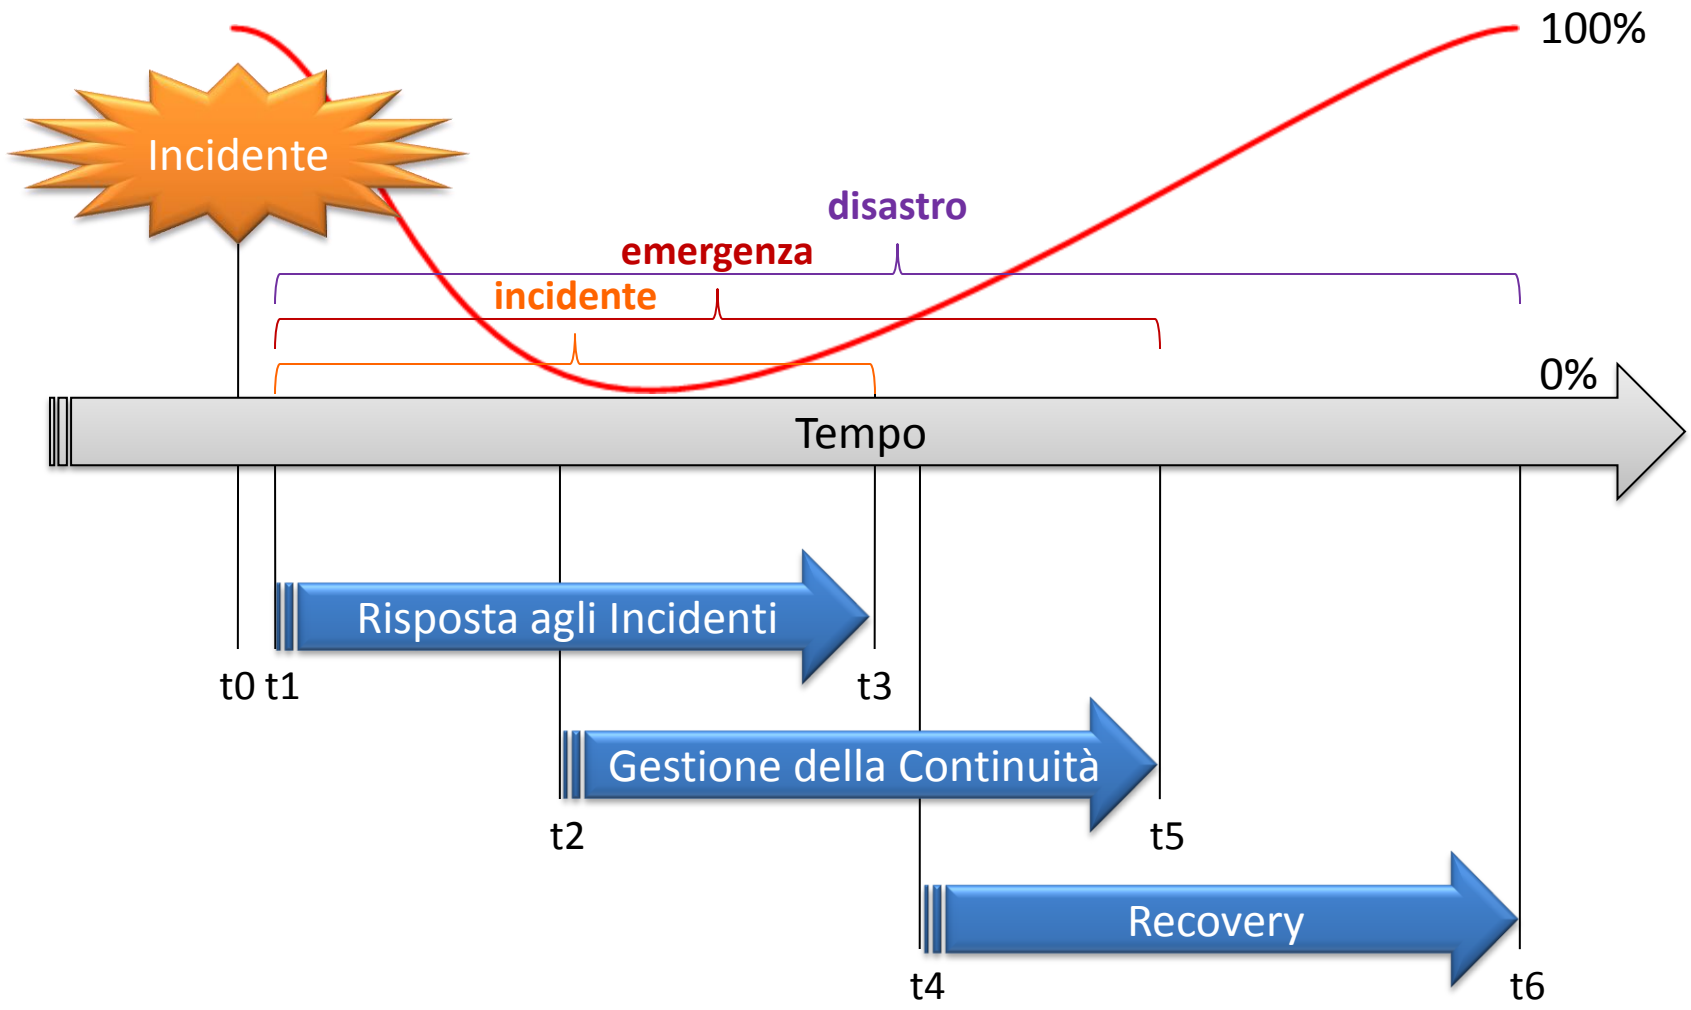 100%
Incidente
disastro
emergenza
incidente
0%
Tempo
Risposta agli Incidenti
t0 t1 t3
Gestione della Continuità
t2 t5
Recovery
t4 t6